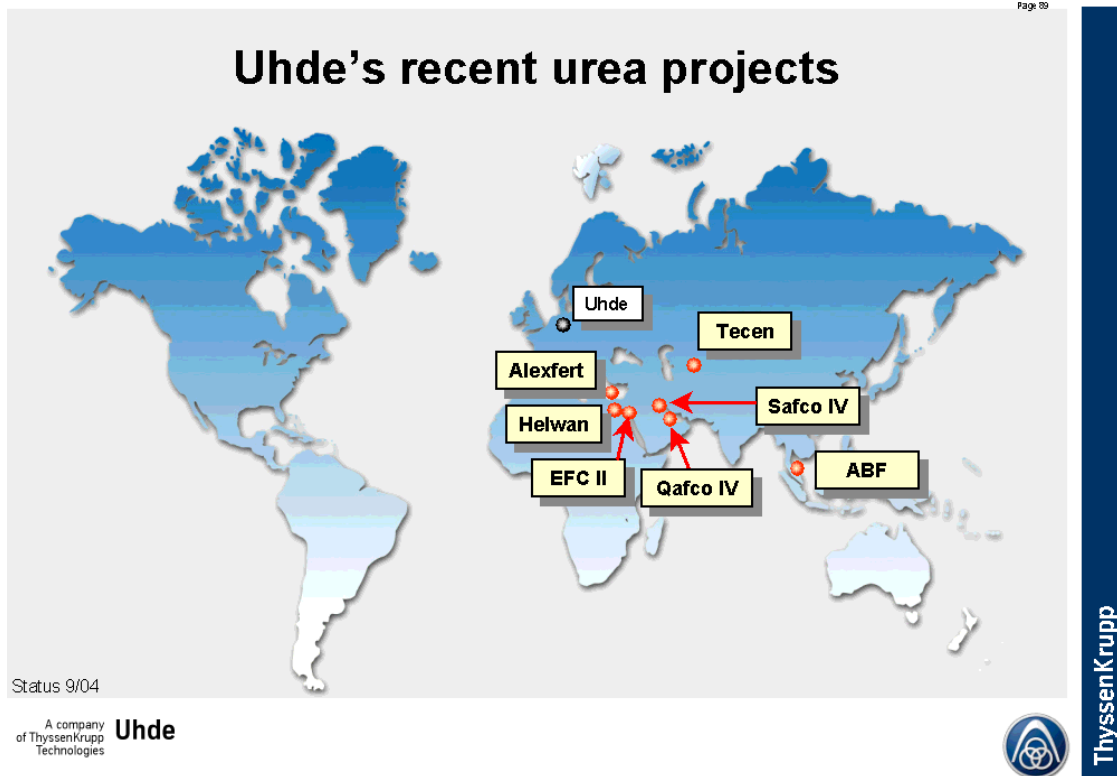 Page 89
Uhde's recent urea projects
Uhde
Tecen
Alexfert
Safco IV
Helwan
EFC II
Qafco IV
ABF
Status 9/04
A company
of ThyssenKrupp
Technologies
Uhde
ThyssenKrupp